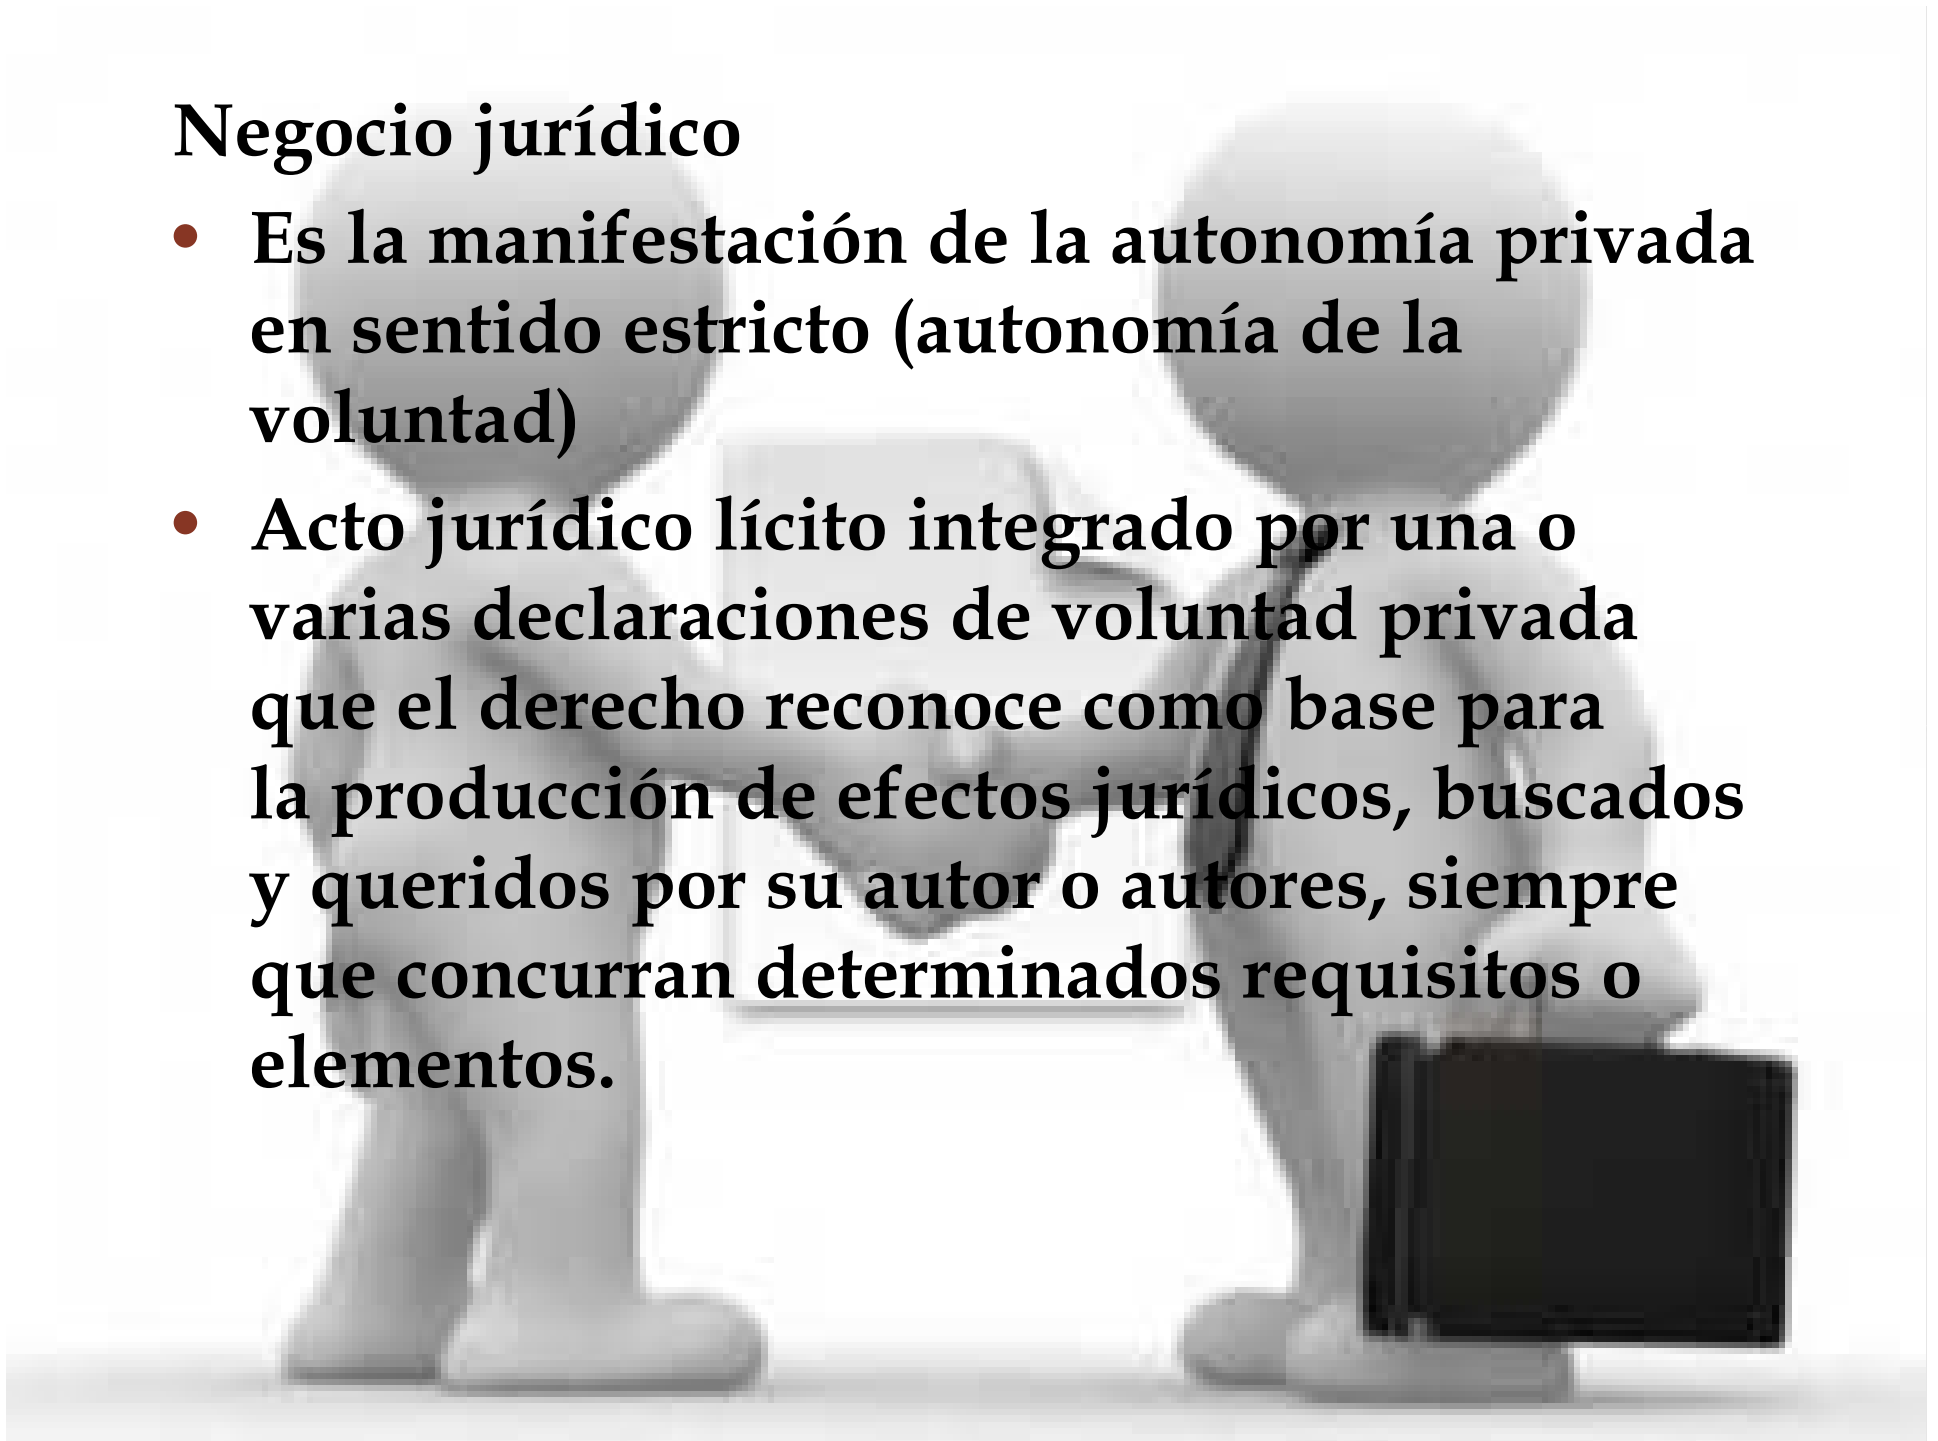 Negocio jurídico
• Es la manifestación de la autonomía privada
en sentido estricto (autonomía de la
voluntad)
• Acto jurídico lícito integrado por una o
varias declaraciones de voluntad privada
que el derecho reconoce como base para
la producción de efectos jurídicos, buscados
y queridos por su autor o autores, siempre
que concurran determinados requisitos o
elementos.